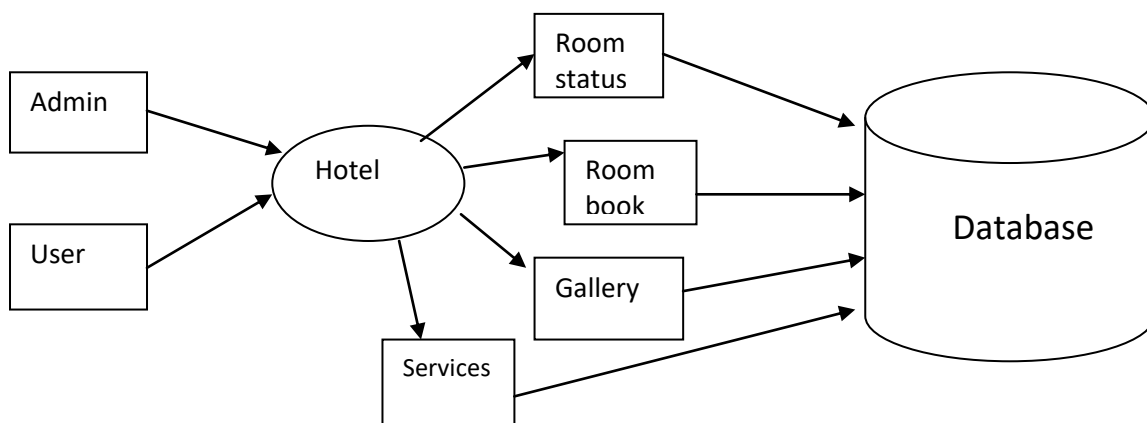 Admin
User
Hotel
Room
status
Room
book
Gallery
Services
Database